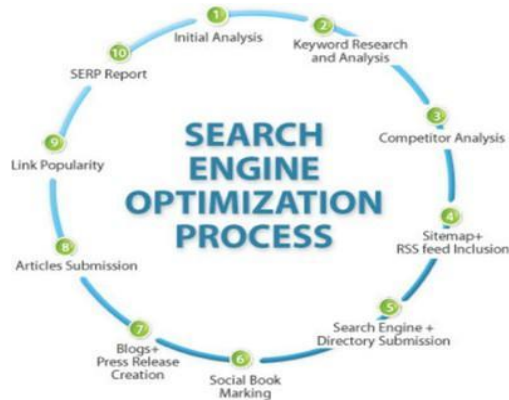 1
Initial Analysis
2
Keyword Research
and Analysis
3
Competitor Analysis
4
Sitemap+
RSS feed Inclusion
5
Search Engine +
Directory Submission
6
Social Book
Marking
7
Blogs+
Press Release
Creation
8
Articles Submission
9
Link Popularity
10
SERP Report
SEARCH
ENGINE
OPTIMIZATION
PROCESS